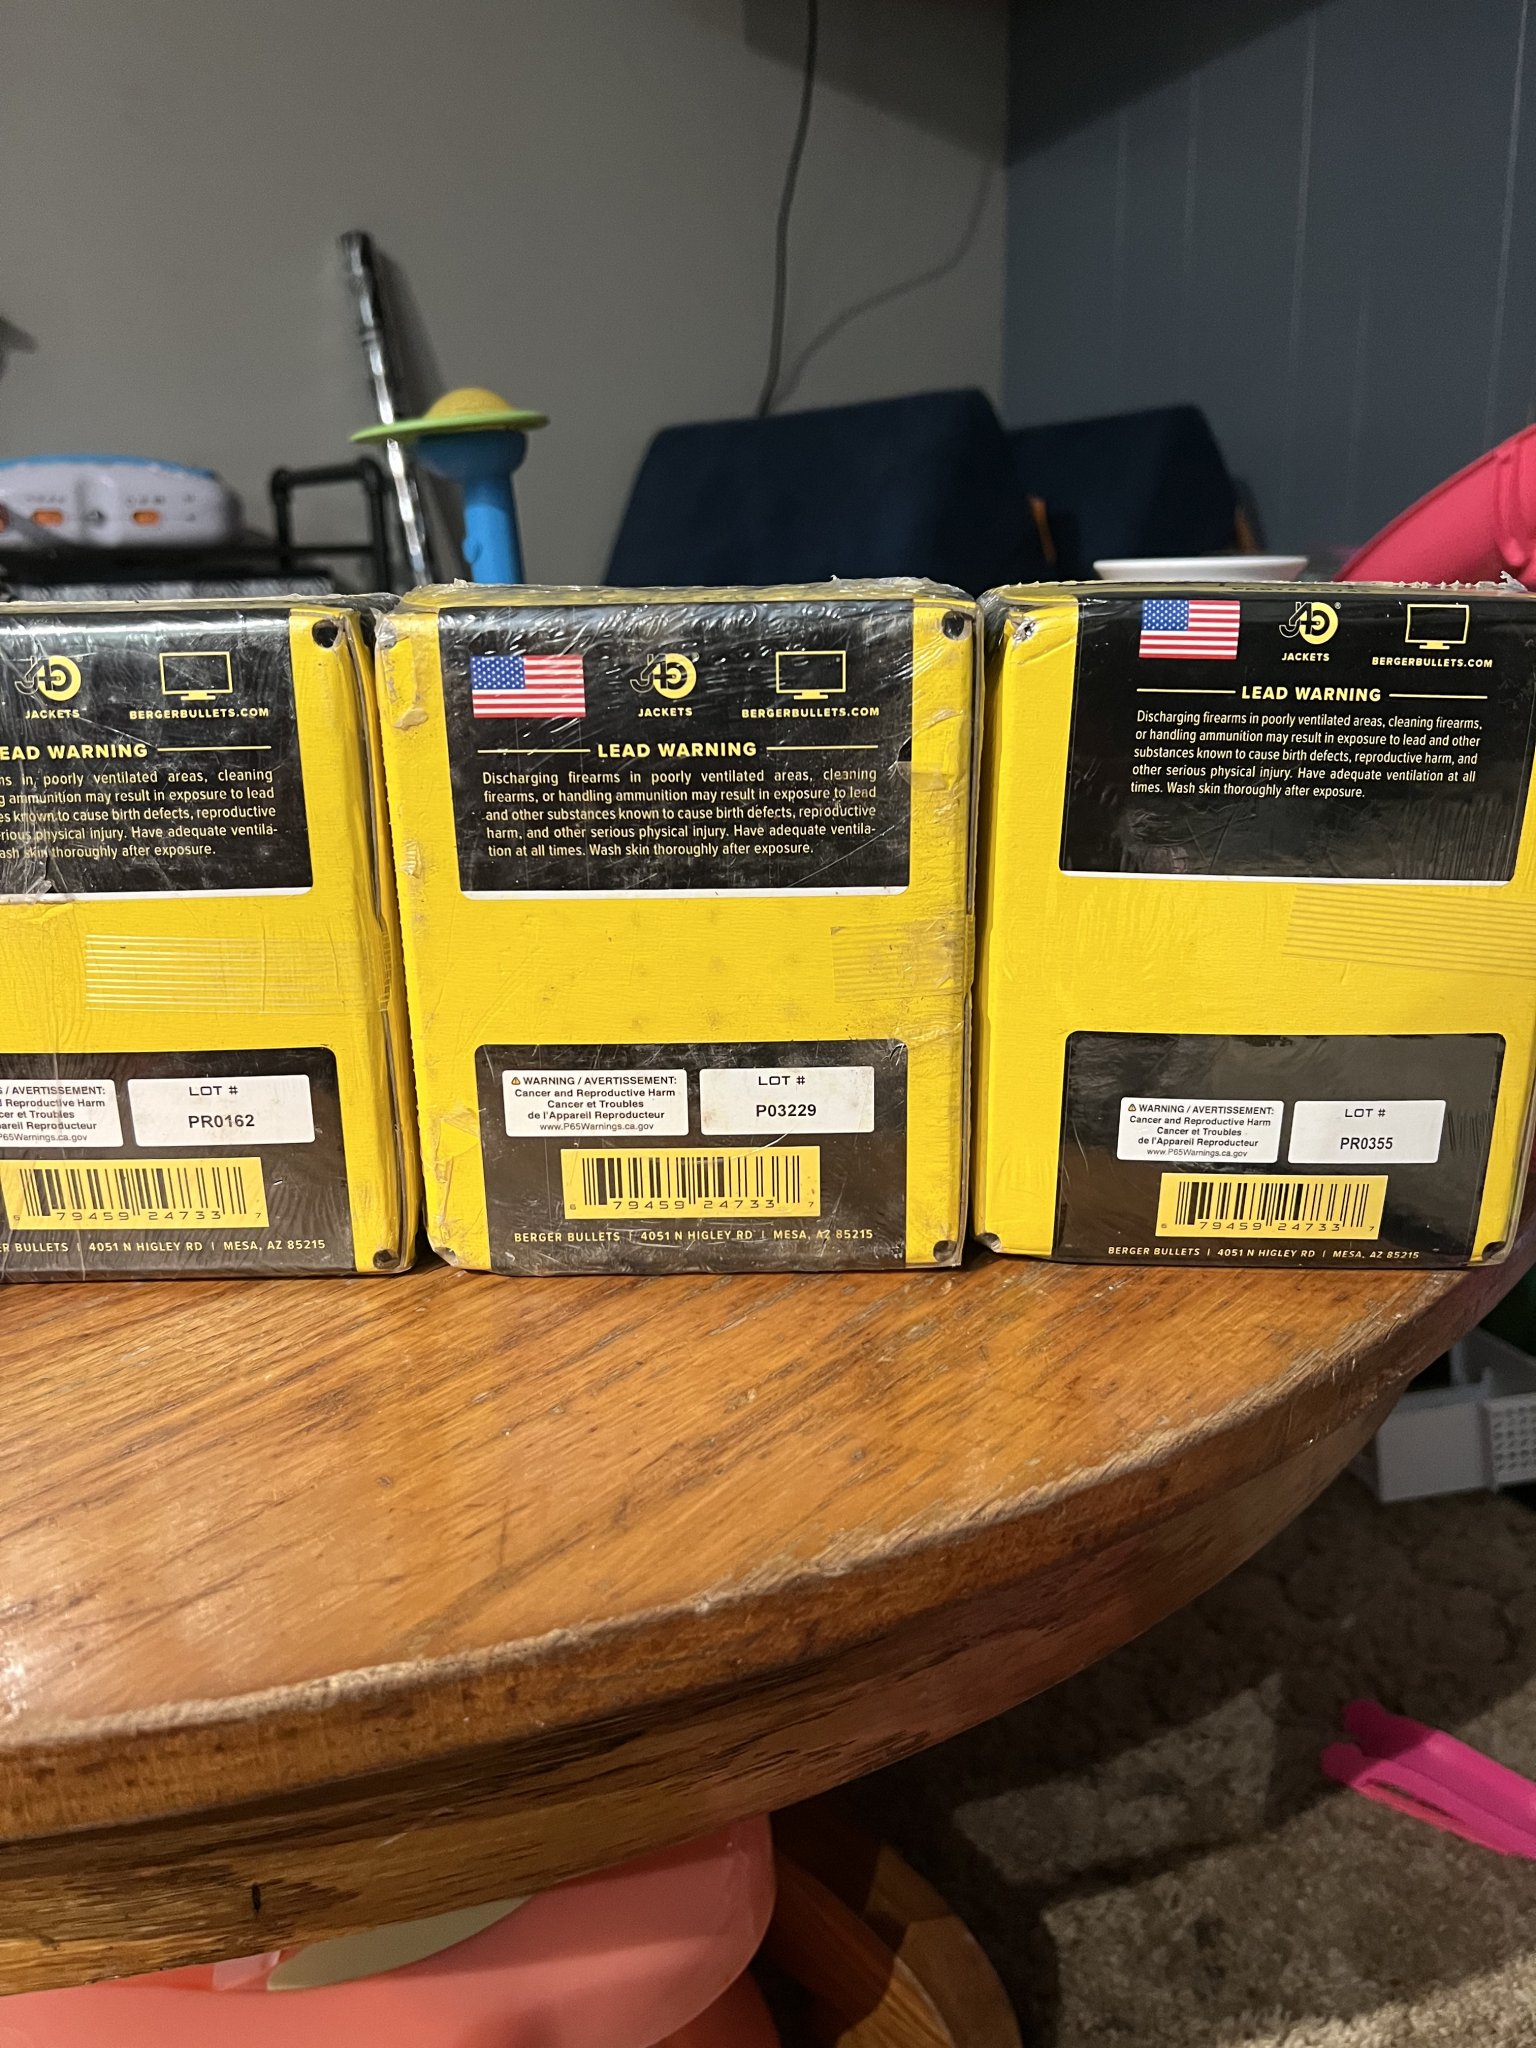 JACKETS
BERGERBULLETS.COM
EAD WARNING
ms in poorly ventilated areas, cleaning
g ammunition may result in exposure to lead
es known to cause birth defects, reproductive
erious physical injury. Have adequate ventila-
ash skin thoroughly after exposure.
/ AVERTISSEMENT:
Reproductive Harm
cer et Troubles
pareil Reproducteur
P65Warnings.ca.gov
LOT #
PR0162
6 79459 24733 7
ER BULLETS | 4051 N HIGLEY RD | MESA, AZ 85215
J4
JACKETS
BERGERBULLETS.COM
LEAD WARNING
Discharging firearms in poorly ventilated areas, cleaning
firearms, or handling ammunition may result in exposure to lead
and other substances known to cause birth defects, reproductive
harm, and other serious physical injury. Have adequate ventila-
tion at all times. Wash skin thoroughly after exposure.
WARNING / AVERTISSEMENT:
Cancer and Reproductive Harm
Cancer et Troubles
de l'Appareil Reproducteur
www.P65Warnings.ca.gov
LOT #
P03229
6 79459 24733 7
BERGER BULLETS | 4051 N HIGLEY RD | MESA, AZ 85215
J4
JACKETS
BERGERBULLETS.COM
LEAD WARNING
Discharging firearms in poorly ventilated areas, cleaning firearms,
or handling ammunition may result in exposure to lead and other
substances known to cause birth defects, reproductive harm, and
other serious physical injury. Have adequate ventilation at all
times. Wash skin thoroughly after exposure.
WARNING / AVERTISSEMENT:
Cancer and Reproductive Harm
Cancer et Troubles
de l'Appareil Reproducteur
www.P65Warnings.ca.gov
LOT #
PR0355
6 79459 24733 7
BERGER BULLETS | 4051 N HIGLEY RD | MESA, AZ 85215